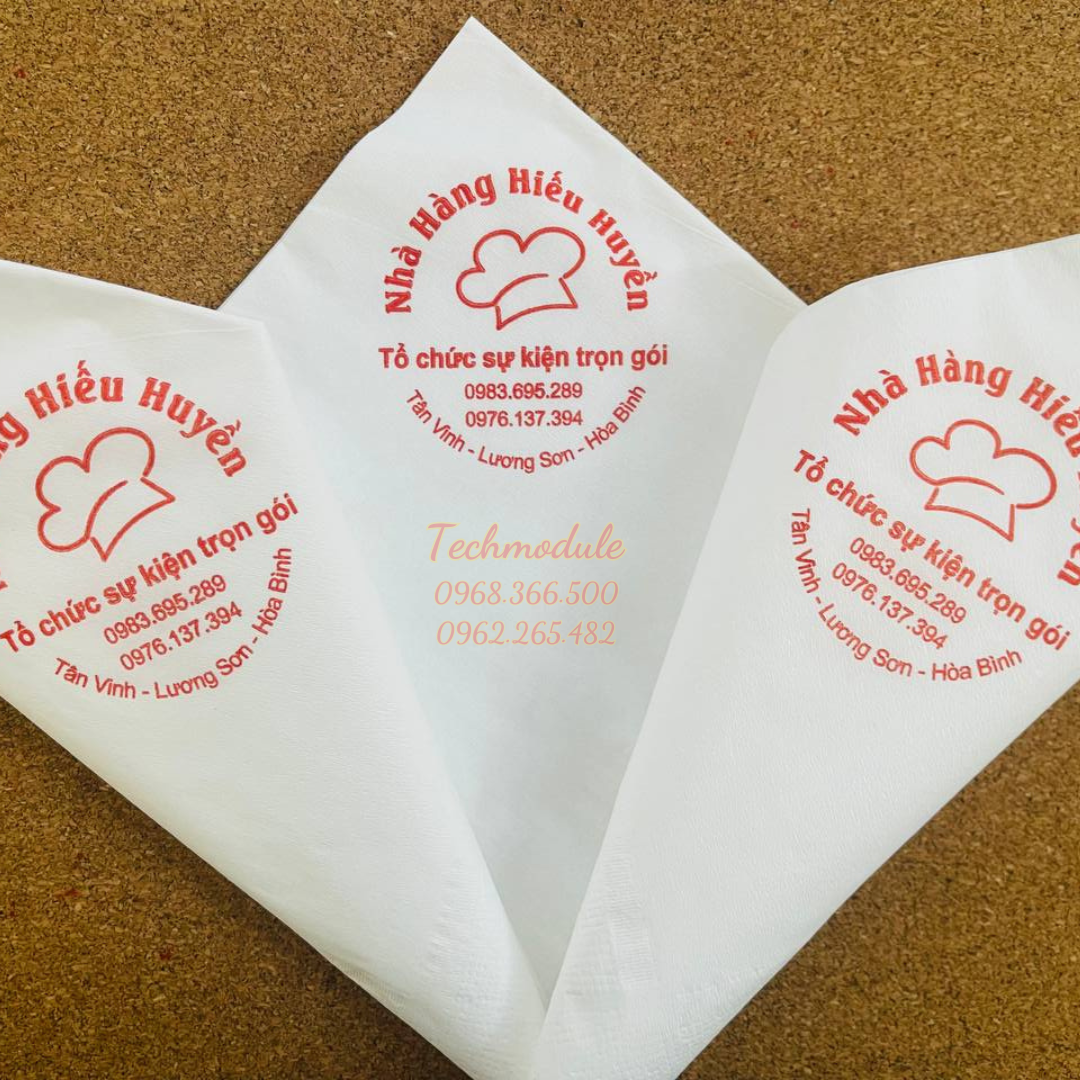 Nhà Hàng Hiếu Huyền
Tổ chức sự kiện trọn gói
0983.695.289
0976.137.394
Tân Vinh - Lương Sơn - Hòa Bình
ng Hiếu Huyền
Tổ chức sự kiện trọn gói
0983.695.289
0976.137.394
Tân Vinh - Lương Sơn - Hòa Bình
Nhà Hàng Hiếu
Tổ chức sự kiện trọn gói
0983.695.289
0976.137.394
Tân Vinh - Lương Sơn - Hòa Bình
Techmodule
0968.366.500
0962.265.482